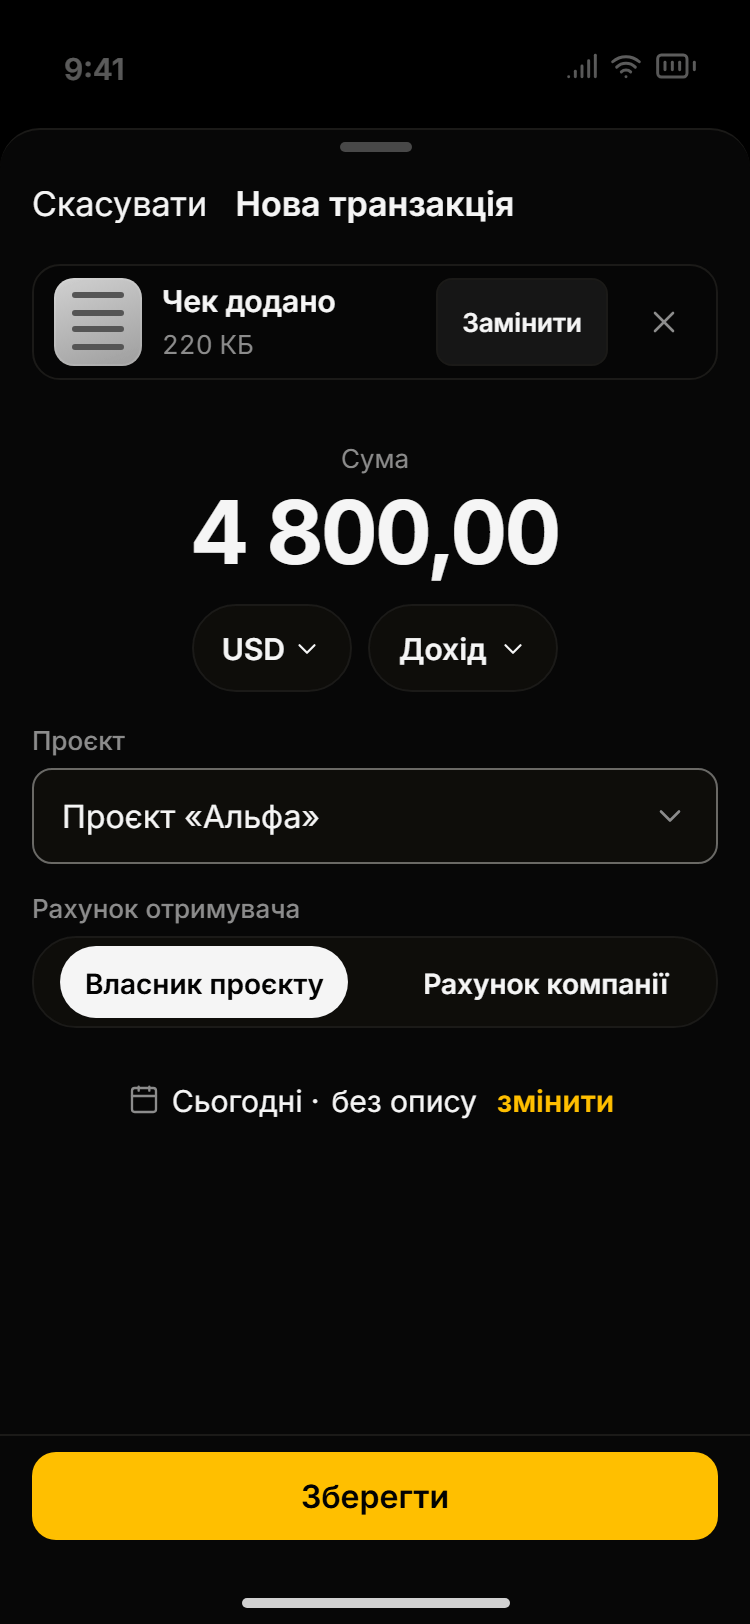 9:41
Скасувати Нова транзакція
Чек додано
220 КБ
Замінити
Сума
4 800,00
USD Дохід
Проєкт
Проєкт «Альфа»
Рахунок отримувача
Власник проєкту Рахунок компанії
Сьогодні · без опису змінити
Зберегти